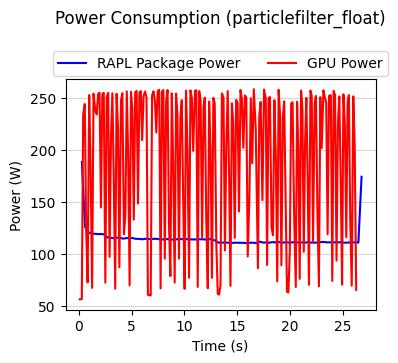 Power Consumption (particlefilter_float)
RAPL Package Power
GPU Power
Power (W)
250
200
150
100
50
0
5
10
15
20
25
Time (s)